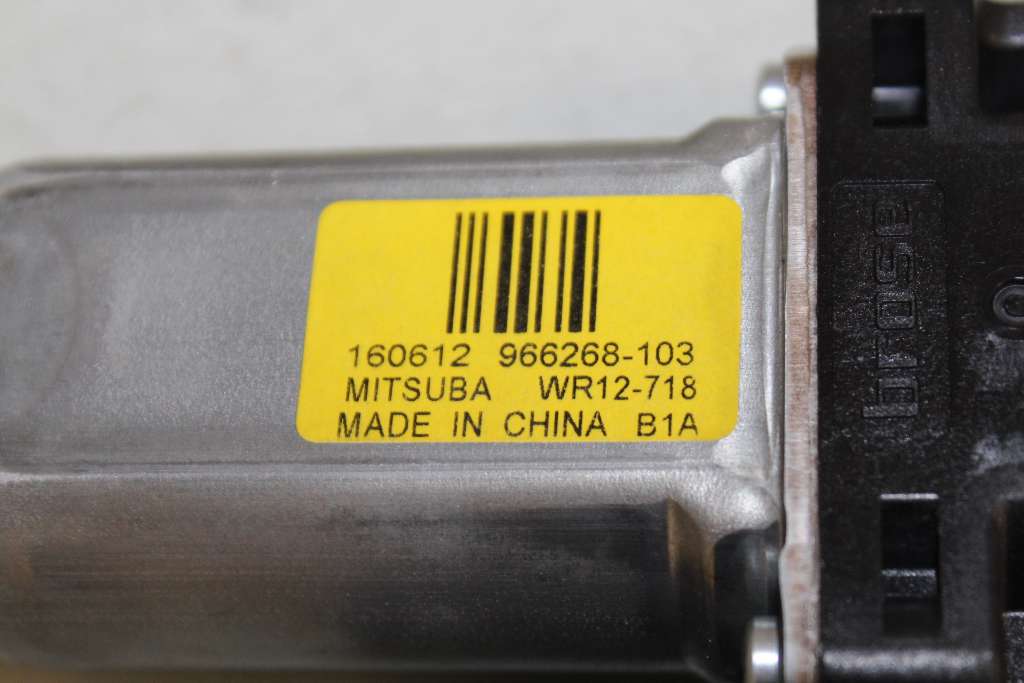 160612 966268-103
MITSUBA WR12-718
MADE IN CHINA B1A
brose